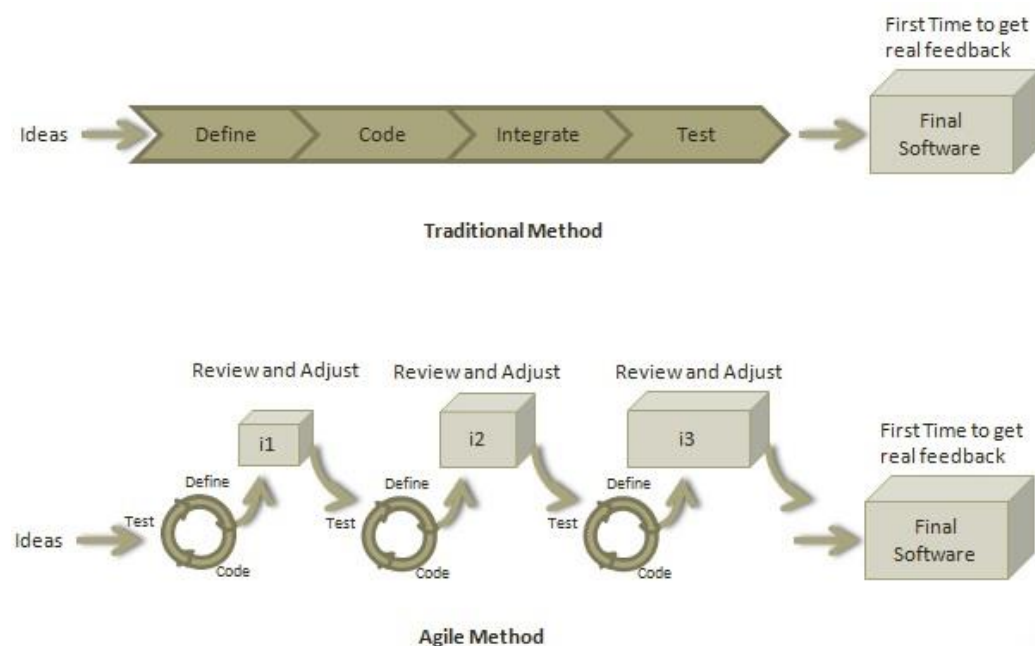 First Time to get
real feedback
Ideas
Define
Code
Integrate
Test
Final
Software
Traditional Method
Review and Adjust
Review and Adjust
Review and Adjust
i1
i2
i3
First Time to get
real feedback
Ideas
Test
Define
Code
Test
Define
Code
Test
Define
Code
Final
Software
Agile Method